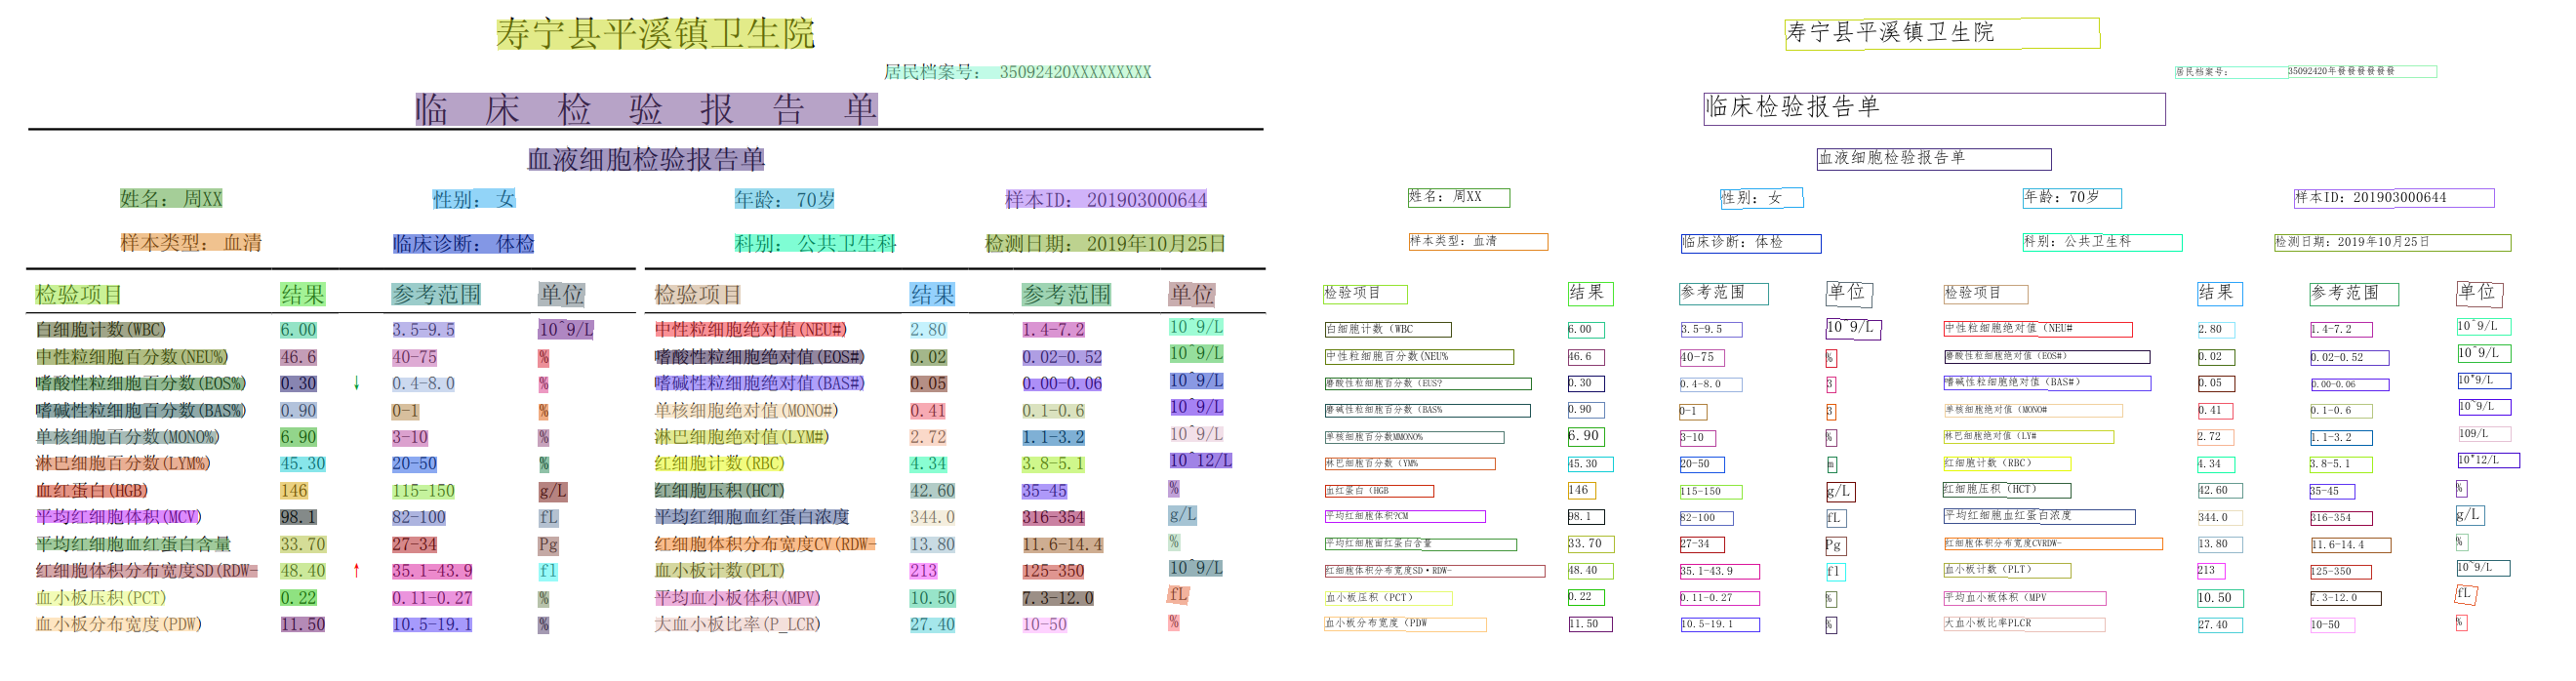 寿宁县平溪镇卫生院
居民档案号： 35092420XXXXXXXXX
临 床 检 验 报 告 单
血液细胞检验报告单
姓名：周XX 性别：女 年龄：70岁 样本ID：201903000644
样本类型：血清 临床诊断：体检 科别：公共卫生科 检测日期：2019年10月25日
检验项目 结果 参考范围 单位 检验项目 结果 参考范围 单位
白细胞计数(WBC) 6.00 3.5-9.5 10^9/L 中性粒细胞绝对值(NEU#) 2.80 1.4-7.2 10^9/L
中性粒细胞百分数(NEU%) 46.6 40-75 % 嗜酸性粒细胞绝对值(EOS#) 0.02 0.02-0.52 10^9/L
嗜酸性粒细胞百分数(EOS%) 0.30 ↓ 0.4-8.0 % 嗜碱性粒细胞绝对值(BAS#) 0.05 0.00-0.06 10^9/L
嗜碱性粒细胞百分数(BAS%) 0.90 0-1 % 单核细胞绝对值(MONO#) 0.41 0.1-0.6 10^9/L
单核细胞百分数(MONO%) 6.90 3-10 % 淋巴细胞绝对值(LYM#) 2.72 1.1-3.2 10^9/L
淋巴细胞百分数(LYM%) 45.30 20-50 % 红细胞计数(RBC) 4.34 3.8-5.1 10^12/L
血红蛋白(HGB) 146 115-150 g/L 红细胞压积(HCT) 42.60 35-45 %
平均红细胞体积(MCV) 98.1 82-100 fL 平均红细胞血红蛋白浓度 344.0 316-354 g/L
平均红细胞血红蛋白含量 33.70 27-34 Pg 红细胞体积分布宽度CV(RDW- 13.80 11.6-14.4 %
红细胞体积分布宽度SD(RDW- 48.40 ↑ 35.1-43.9 fl 血小板计数(PLT) 213 125-350 10^9/L
血小板压积(PCT) 0.22 0.11-0.27 % 平均血小板体积(MPV) 10.50 7.3-12.0 fL
血小板分布宽度(PDW) 11.50 10.5-19.1 % 大血小板比率(P_LCR) 27.40 10-50 %
寿宁县平溪镇卫生院
居民档案号： 35092420年發發發發發發
临床检验报告单
血液细胞检验报告单
姓名：周XX 性别：女 年龄：70岁 样本ID：201903000644
样本类型：血清 临床诊断：体检 科别：公共卫生科 检测日期：2019年10月25日
检验项目 结果 参考范围 单位 检验项目 结果 参考范围 单位
白细胞计数（WBC 6.00 3.5-9.5 10^9/L 中性粒细胞绝对值（NEU# 2.80 1.4-7.2 10^9/L
中性粒细胞百分数(NEU% 46.6 40-75 % 磨酸性粒细胞绝对值（EOS#） 0.02 0.02-0.52 10^9/L
磨酸性粒细胞百分数（EUS? 0.30 0.4-8.0 3 嗜碱性粒细胞绝对值（BAS#） 0.05 0.00-0.06 10*9/L
磨碱性粒细胞百分数（BAS% 0.90 0-1 3 单核细胞绝对值（MONO# 0.41 0.1-0.6 10^9/L
单核细胞百分数MMONO% 6.90 3-10 % 林巴细胞绝对值（LY# 2.72 1.1-3.2 109/L
林巴细胞百分数（YM% 45.30 20-50 m 红细胞计数（RBC） 4.34 3.8-5.1 10*12/L
血红蛋白（HGB 146 115-150 g/L 红细胞压积（HCT） 42.60 35-45 %
平均红细胞体积?CM 98.1 82-100 fL 平均红细胞血红蛋白浓度 344.0 316-354 g/L
平均红细胞面红蛋白含量 33.70 27-34 Pg 红细胞体积分布宽度CVRDW- 13.80 11.6-14.4 %
红细胞体积分布宽度SD·RDW- 48.40 35.1-43.9 fl 血小板计数（PLT） 213 125-350 10^9/L
血小板压积（PCT） 0.22 0.11-0.27 % 平均血小板体积（MPV 10.50 7.3-12.0 fL
血小板分布宽度（PDW 11.50 10.5-19.1 % 大血小板比率PLCR 27.40 10-50 %